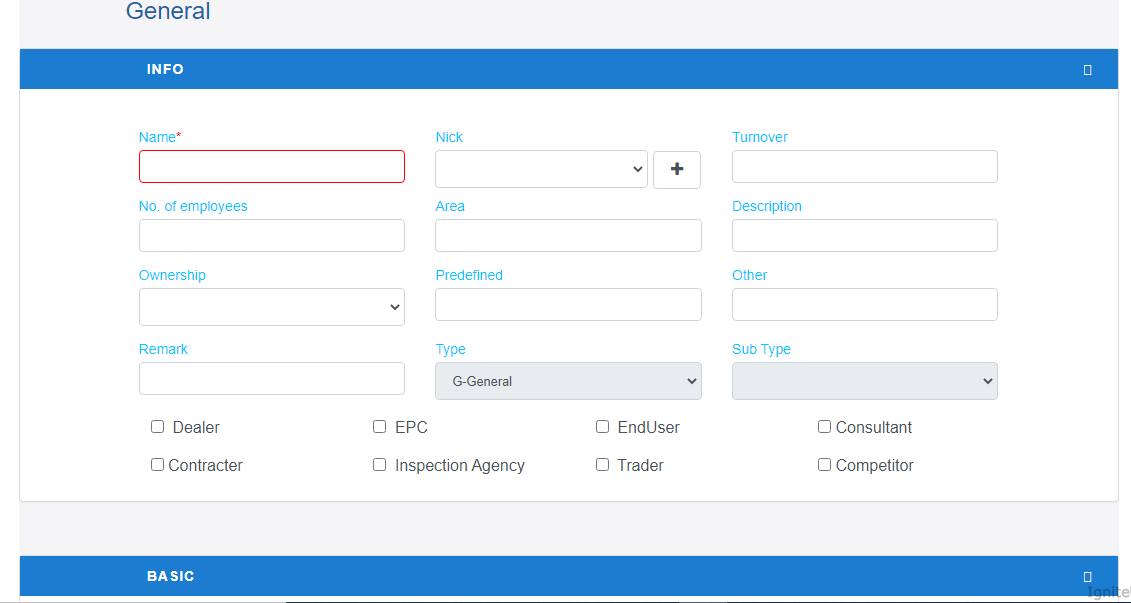 General
INFO
Name* Nick Turnover
No. of employees Area Description
Ownership Predefined Other
Remark Type Sub Type
G-General
Dealer EPC EndUser Consultant
Contracter Inspection Agency Trader Competitor
BASIC